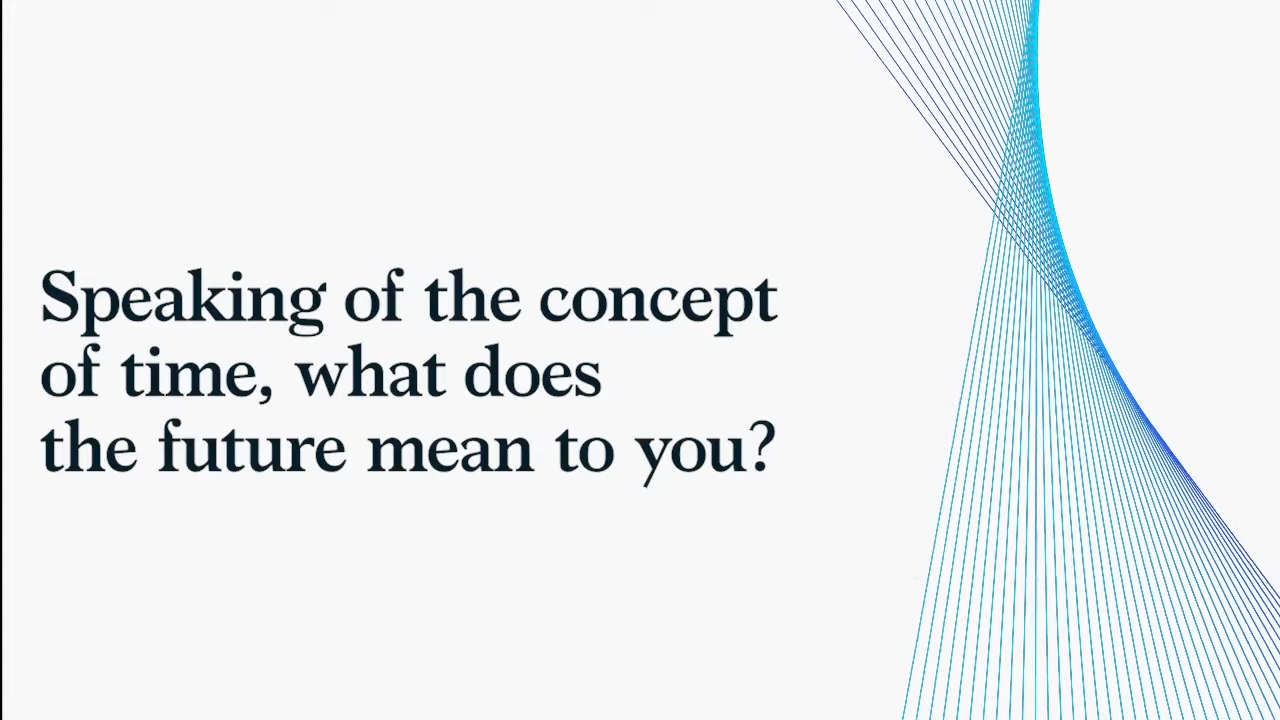 Speaking of the concept
of time, what does
the future mean to you?